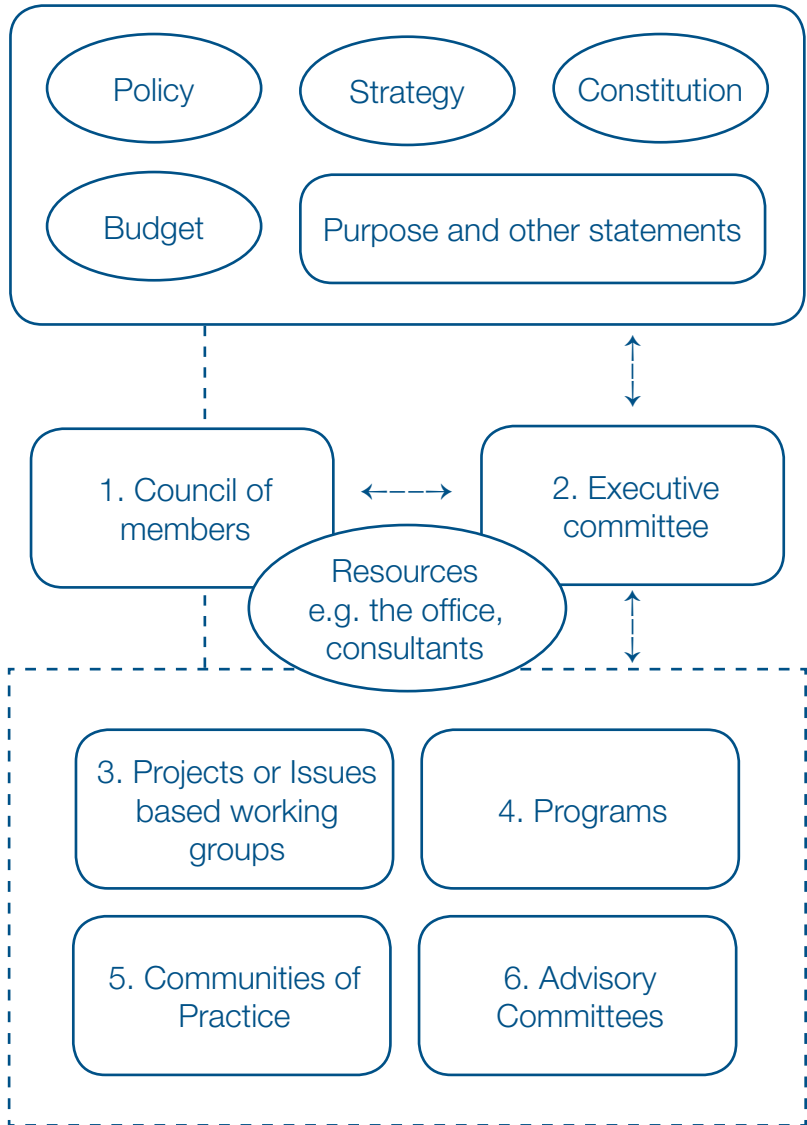 Policy
Strategy
Constitution
Budget
Purpose and other statements
1. Council of
members
2. Executive
committee
Resources
e.g. the office,
consultants
3. Projects or Issues
based working
groups
4. Programs
5. Communities of
Practice
6. Advisory
Committees